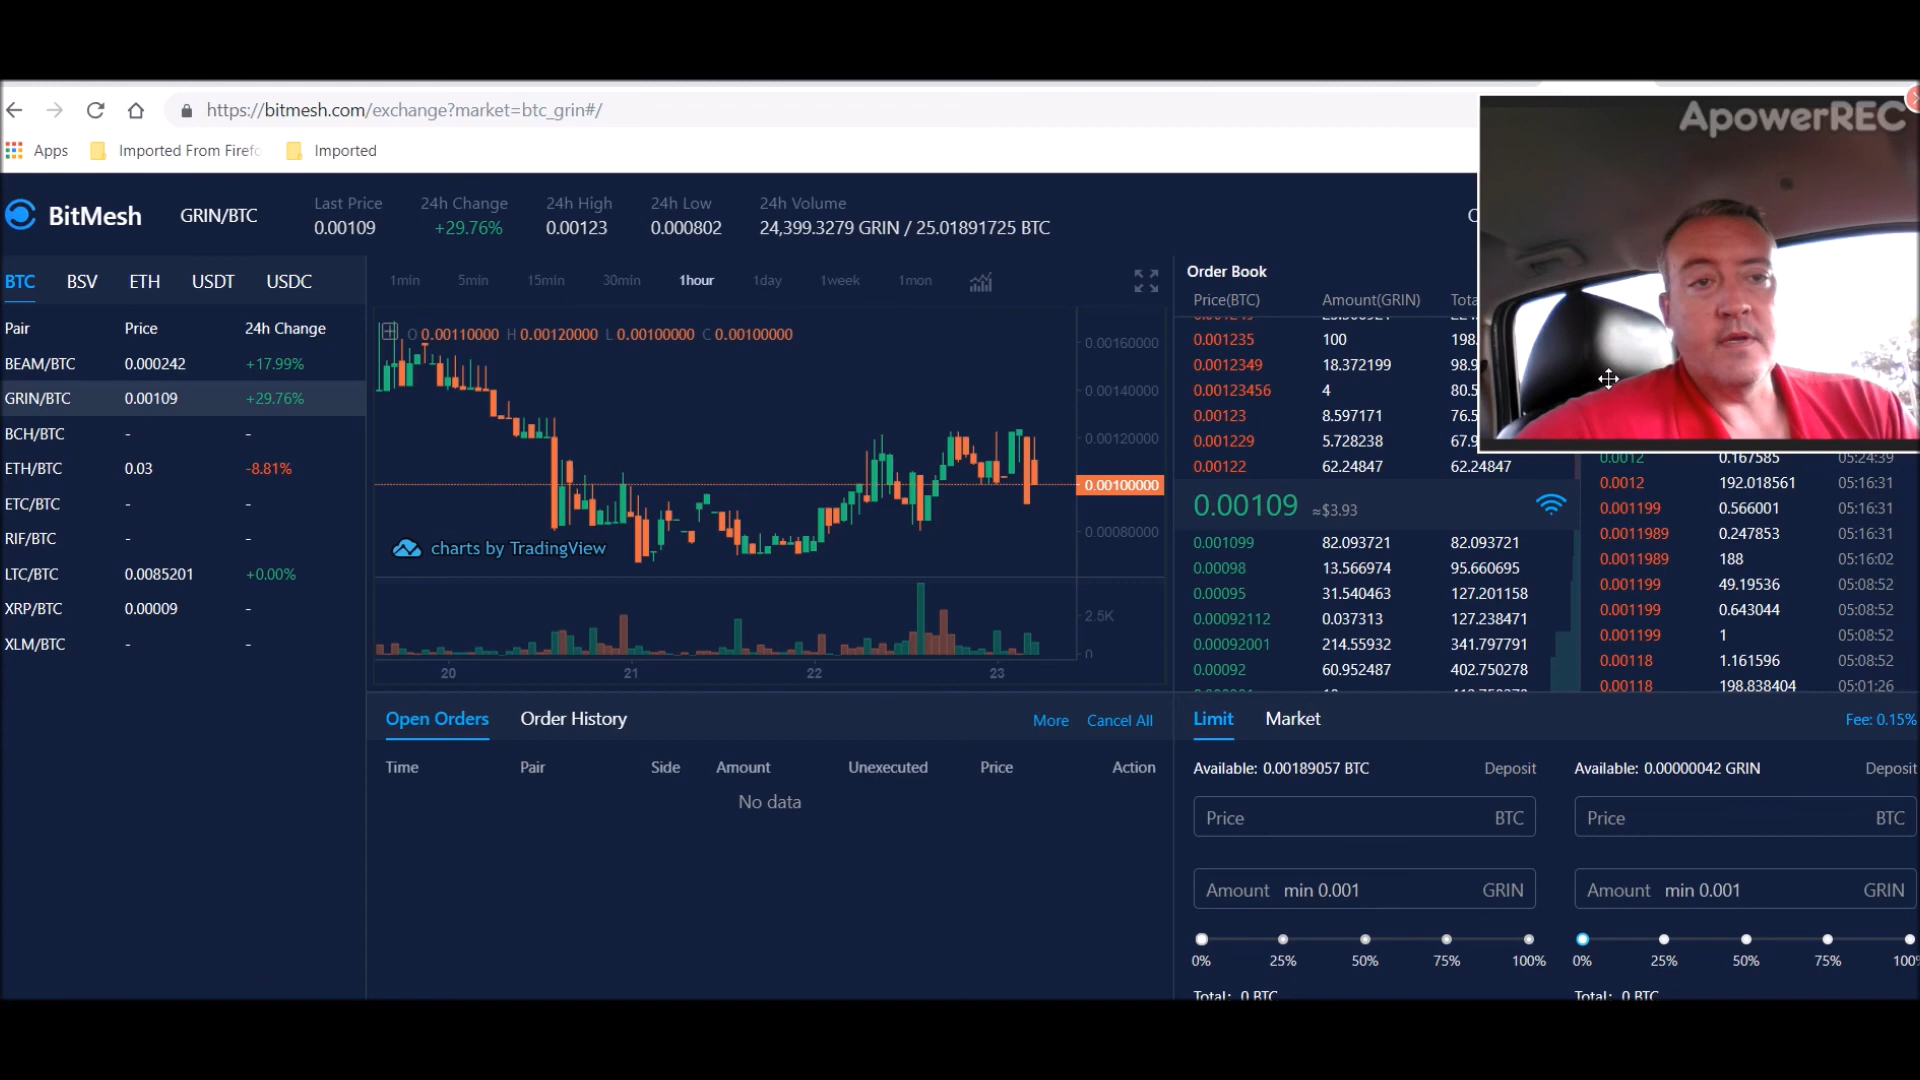 https://bitmesh.com/exchange?market=btc_grin#/
ApowerREC
Apps Imported From Firefo Imported
BitMesh GRIN/BTC
Last Price 24h Change 24h High 24h Low 24h Volume
0.00109 +29.76% 0.00123 0.000802 24,399.3279 GRIN / 25.01891725 BTC
BTC BSV ETH USDT USDC
Pair Price 24h Change
BEAM/BTC 0.000242 +17.99%
GRIN/BTC 0.00109 +29.76%
BCH/BTC - -
ETH/BTC 0.03 -8.81%
ETC/BTC - -
RIF/BTC - -
LTC/BTC 0.0085201 +0.00%
XRP/BTC 0.00009 -
XLM/BTC - -
1min 5min 15min 30min 1hour 1day 1week 1mon
O 0.00110000 H 0.00120000 L 0.00100000 C 0.00100000
0.00160000
0.00140000
0.00120000
0.00100000
0.00080000
charts by TradingView
2.5K
0
20 21 22 23
Order Book
Price(BTC) Amount(GRIN) Tota
0.001235 100 198.
0.0012349 18.372199 98.9
0.00123456 4 80.5
0.00123 8.597171 76.5
0.001229 5.728238 67.9
0.00122 62.24847 62.24847
0.00109 ≈$3.93
0.001099 82.093721 82.093721
0.00098 13.566974 95.660695
0.00095 31.540463 127.201158
0.00092112 0.037313 127.238471
0.00092001 214.55932 341.797791
0.00092 60.952487 402.750278
0.0012 0.167585 05:24:39
0.0012 192.018561 05:16:31
0.001199 0.566001 05:16:31
0.0011989 0.247853 05:16:31
0.0011989 188 05:16:02
0.001199 49.19536 05:08:52
0.001199 0.643044 05:08:52
0.001199 1 05:08:52
0.00118 1.161596 05:08:52
0.00118 198.838404 05:01:26
Open Orders Order History More Cancel All
Time Pair Side Amount Unexecuted Price Action
No data
Limit Market Fee: 0.15%
Available: 0.00189057 BTC Deposit
Price BTC
Amount min 0.001 GRIN
0% 25% 50% 75% 100%
Total: 0 BTC
Available: 0.00000042 GRIN Deposit
Price BTC
Amount min 0.001 GRIN
0% 25% 50% 75% 100%
Total: 0 BTC